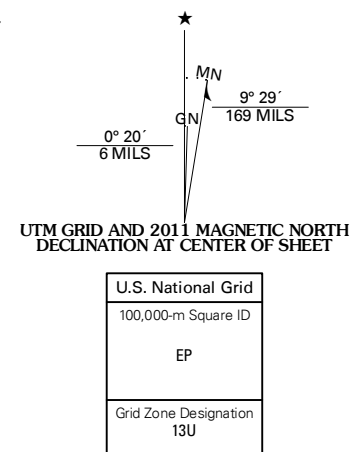 ★
MN
GN
9° 29´
169 MILS
0° 20´
6 MILS
UTM GRID AND 2011 MAGNETIC NORTH
DECLINATION AT CENTER OF SHEET
U.S. National Grid
100,000-m Square ID
EP
Grid Zone Designation
13U